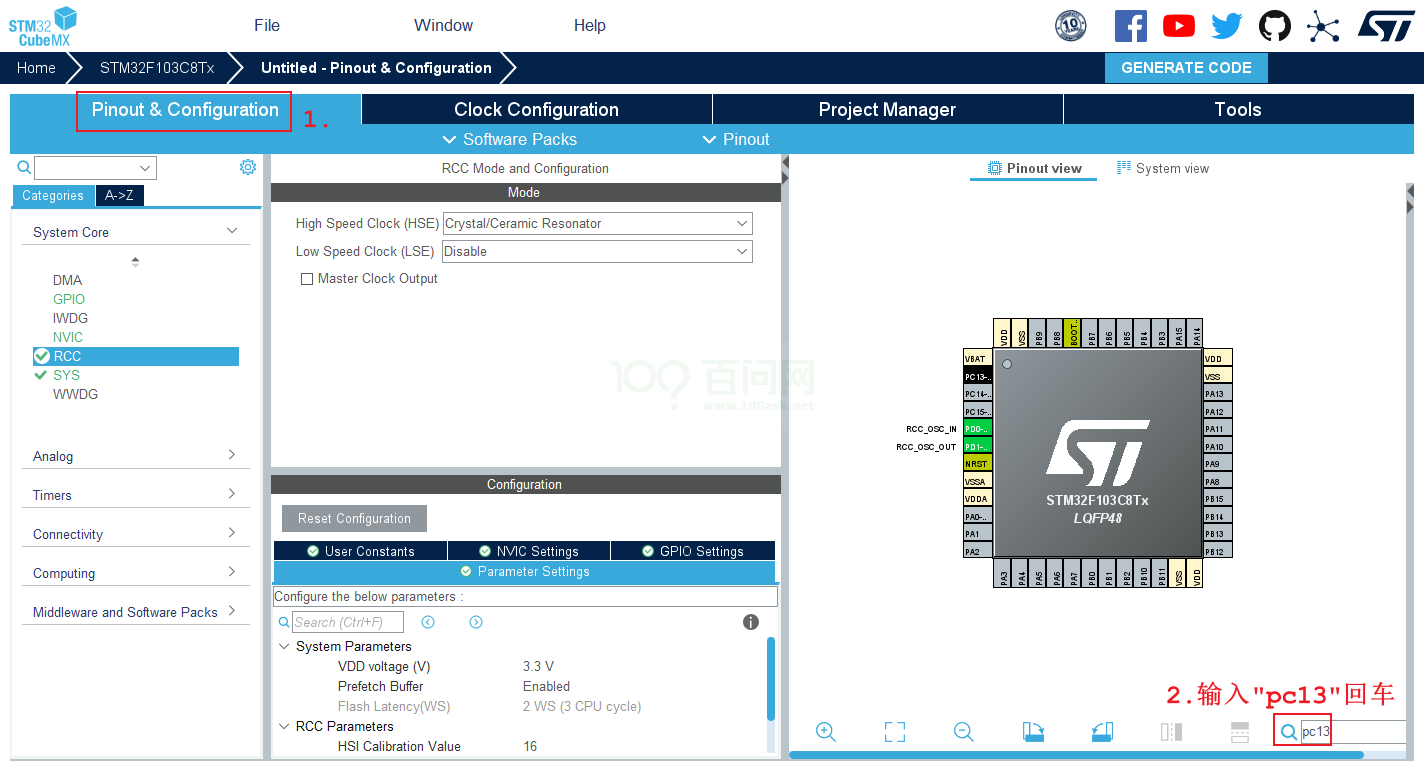 STM32
CubeMX
File
Window
Help
10
Home
STM32F103C8Tx
Untitled - Pinout & Configuration
GENERATE CODE
Pinout & Configuration
1.
Clock Configuration
Project Manager
Tools
Software Packs
Pinout
Categories
A->Z
System Core
DMA
GPIO
IWDG
NVIC
RCC
SYS
WWDG
Analog
Timers
Connectivity
Computing
Middleware and Software Packs
RCC Mode and Configuration
Mode
High Speed Clock (HSE)
Crystal/Ceramic Resonator
Low Speed Clock (LSE)
Disable
Master Clock Output
Configuration
Reset Configuration
User Constants
NVIC Settings
GPIO Settings
Parameter Settings
Configure the below parameters :
Search (Ctrl+F)
System Parameters
VDD voltage (V)
3.3 V
Prefetch Buffer
Enabled
Flash Latency(WS)
2 WS (3 CPU cycle)
RCC Parameters
HSI Calibration Value
16
100 百问网
www.100ask.net
Pinout view
System view
VDD
VSS
PB9
PB8
BOOT..
PB7
PB6
PB5
PB4
PB3
PA15
PA14
VBAT
PC13-..
PC14-..
PC15-..
RCC_OSC_IN
PD0-..
RCC_OSC_OUT
PD1-..
NRST
VSSA
VDDA
PA0-..
PA1
PA2
VDD
VSS
PA13
PA12
PA11
PA10
PA9
PA8
PB15
PB14
PB13
PB12
ST
STM32F103C8Tx
LQFP48
PA3
PA4
PA5
PA6
PA7
PB0
PB1
PB2
PB10
PB11
VSS
VDD
2.输入"pc13"回车
pc13